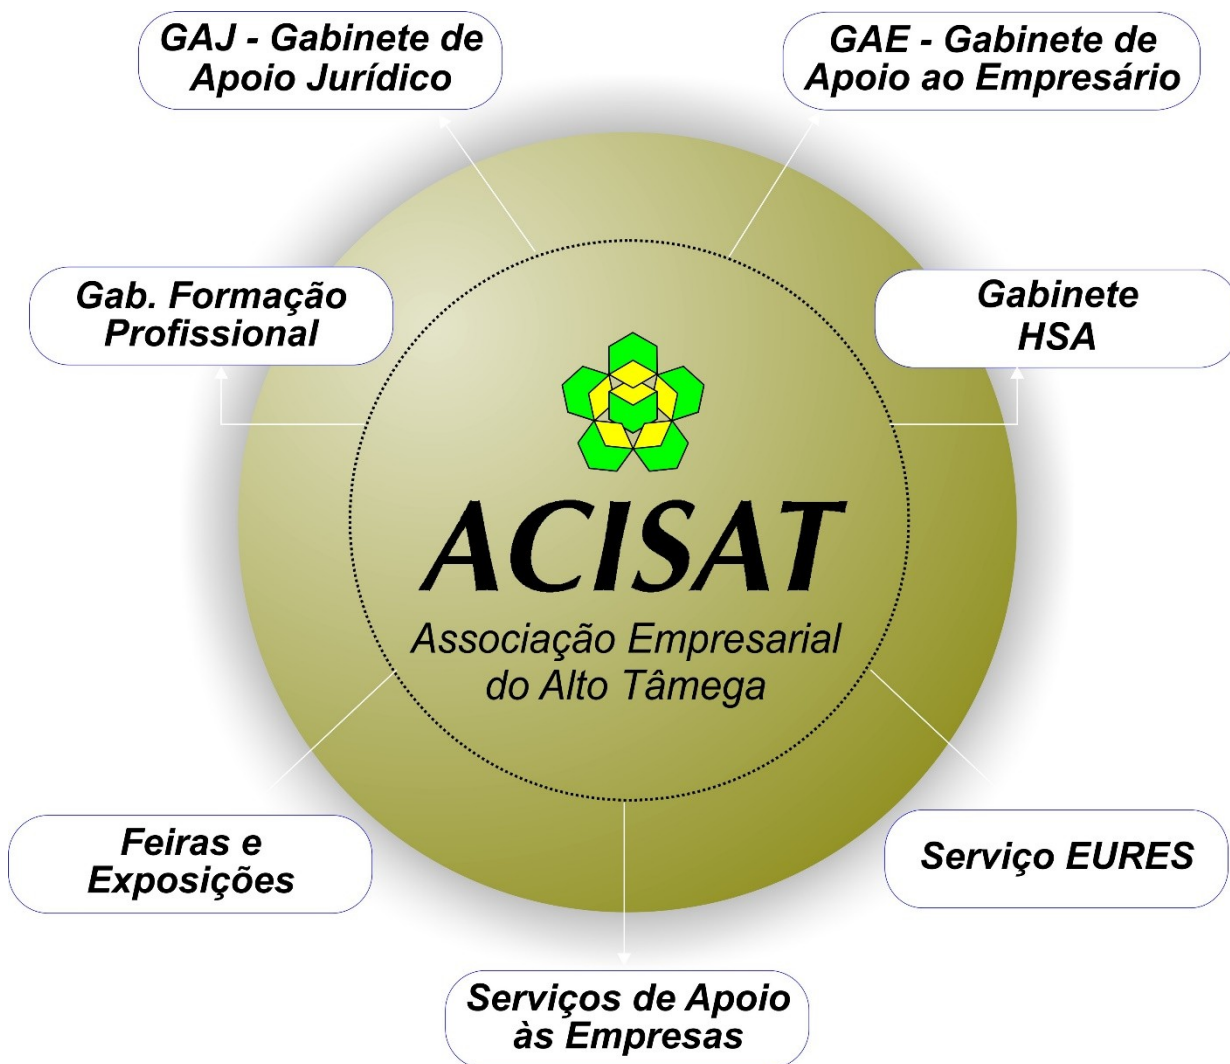 GAJ - Gabinete de
Apoio Jurídico
GAE - Gabinete de
Apoio ao Empresário
Gab. Formação
Profissional
Gabinete
HSA
ACISAT
Associação Empresarial
do Alto Tâmega
Feiras e
Exposições
Serviço EURES
Serviços de Apoio
às Empresas